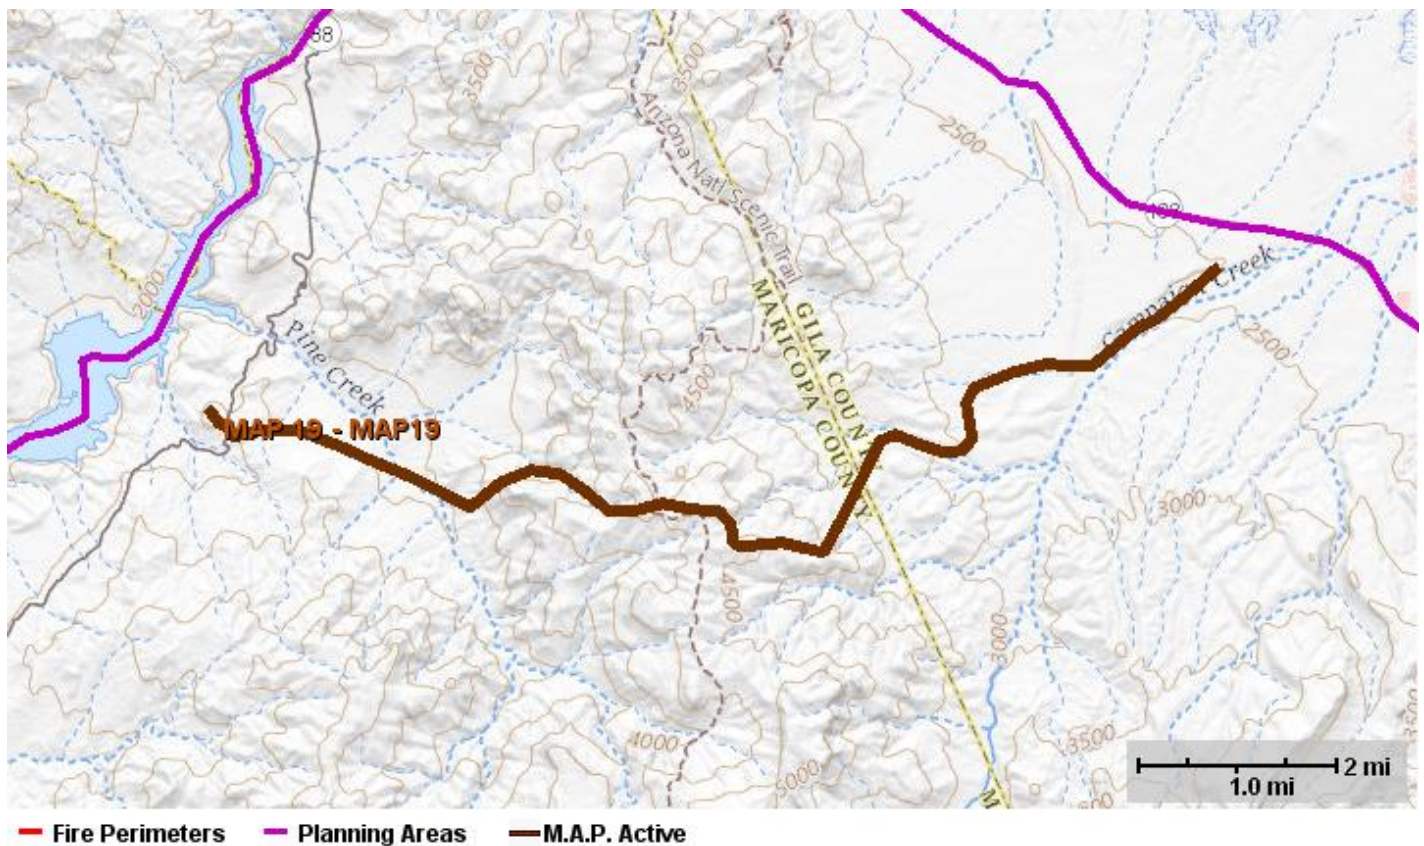 88
3500
3500
Arizona Natl Scenic Trail
2500
2000
Pine Creek
GILA COUNTY
MARICOPA COUNTY
Creek
2500
4500
MAP 19 - MAP19
3000
4500
3000
4000
3500
3500
5000
2 mi
1.0 mi
Fire Perimeters
Planning Areas
M.A.P. Active